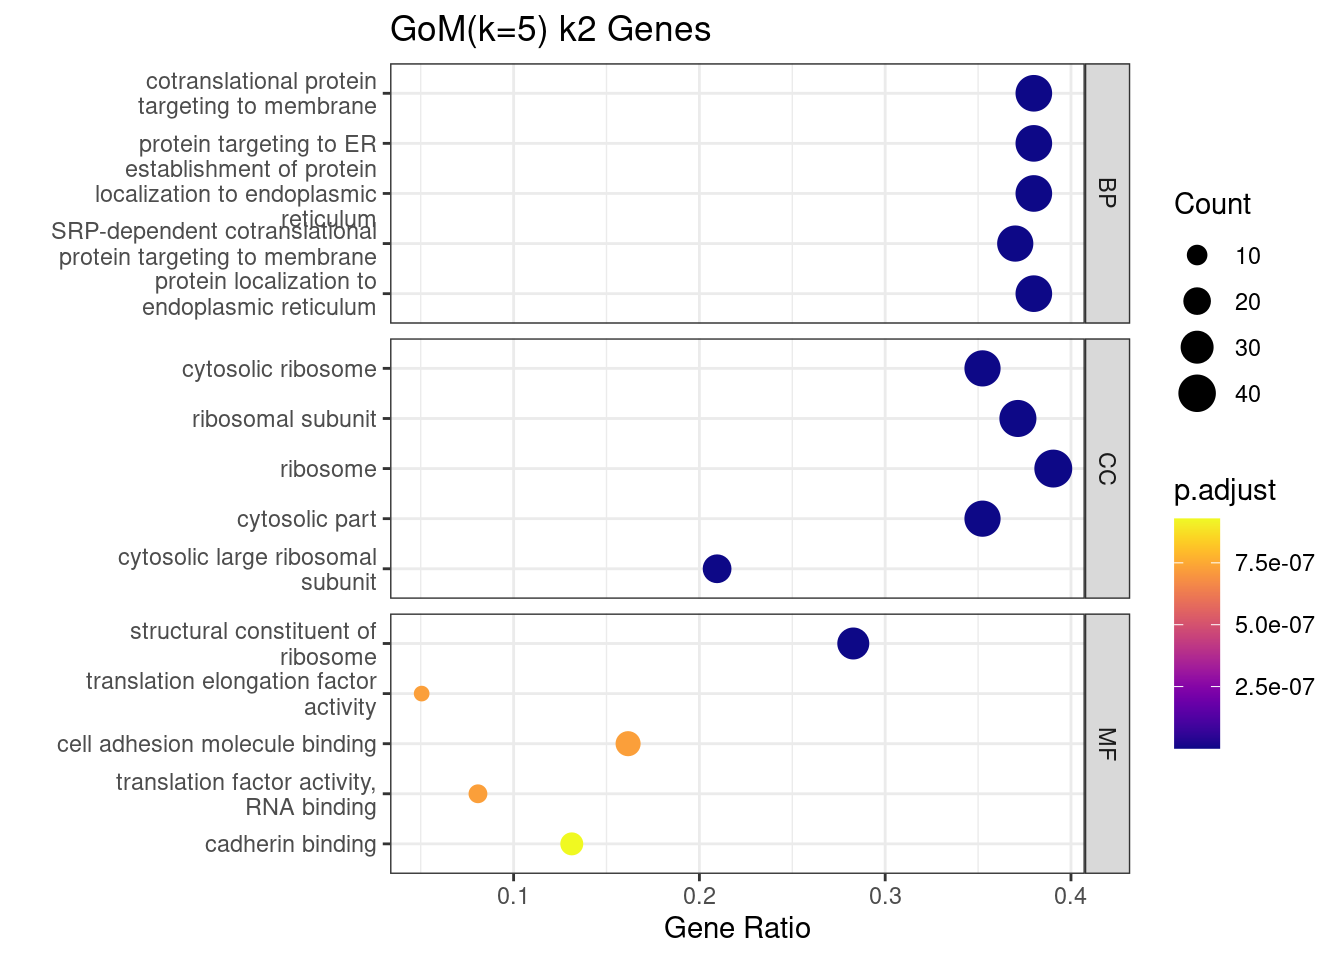 GoM(k=5) k2 Genes
cotranslational protein
targeting to membrane
protein targeting to ER
establishment of protein
localization to endoplasmic
reticulum
SRP-dependent cotranslational
protein targeting to membrane
protein localization to
endoplasmic reticulum
BP
cytosolic ribosome
ribosomal subunit
ribosome
cytosolic part
cytosolic large ribosomal
subunit
CC
structural constituent of
ribosome
translation elongation factor
activity
cell adhesion molecule binding
translation factor activity,
RNA binding
cadherin binding
MF
0.1
0.2
0.3
0.4
Gene Ratio
Count
10
20
30
40
p.adjust
7.5e-07
5.0e-07
2.5e-07